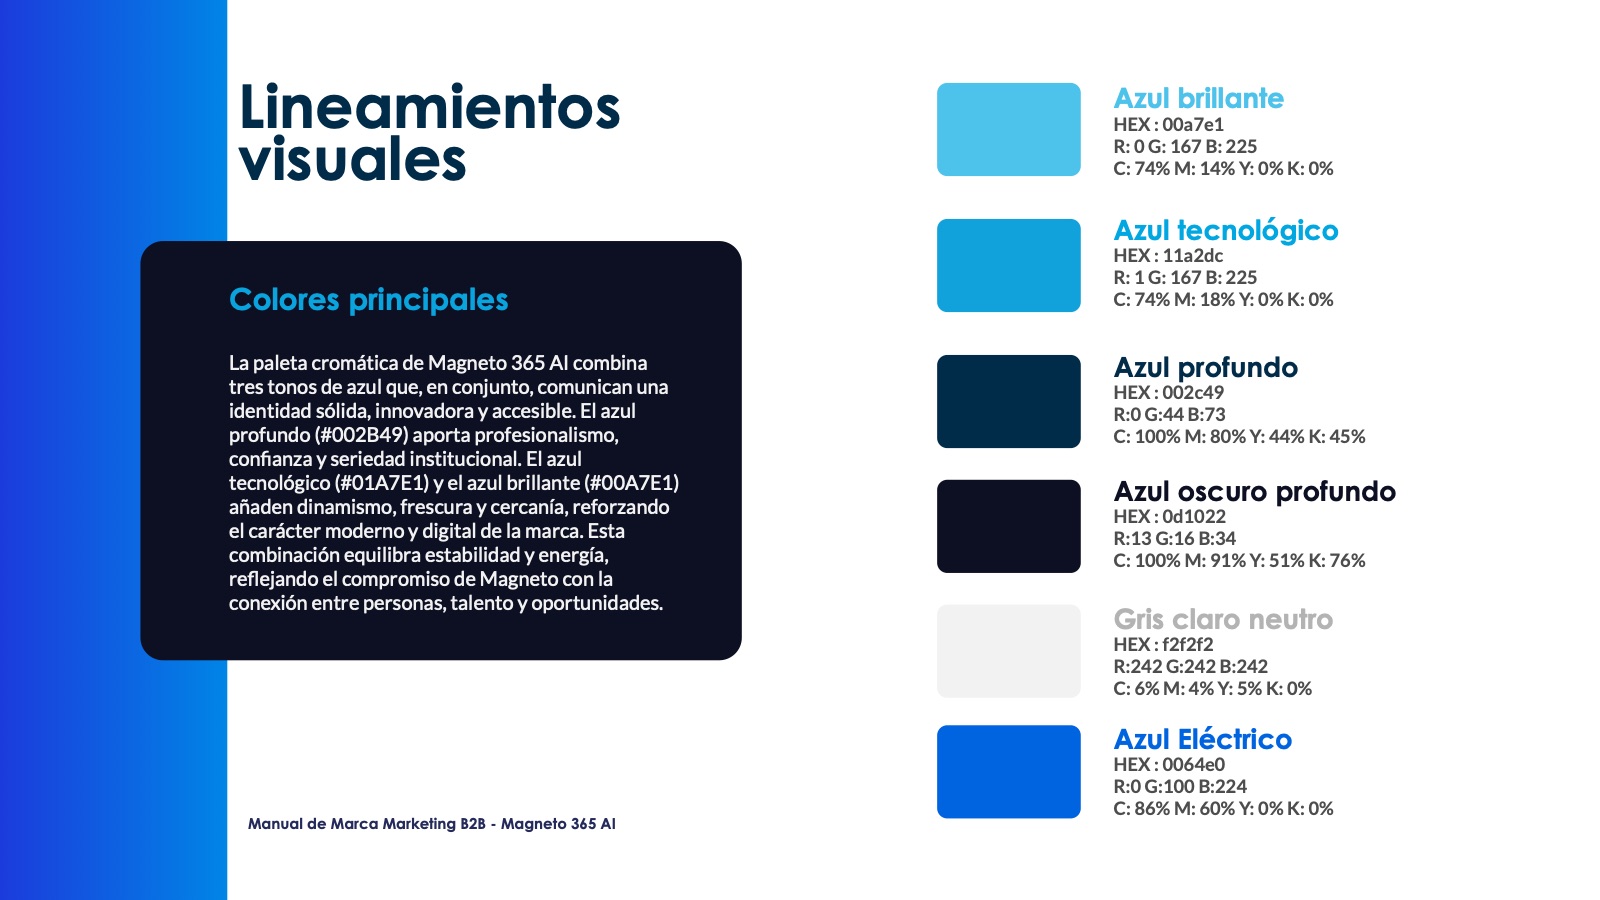 Lineamientos
visuales
Colores principales
La paleta cromática de Magneto 365 AI combina
tres tonos de azul que, en conjunto, comunican una
identidad sólida, innovadora y accesible. El azul
profundo (#002B49) aporta profesionalismo,
confianza y seriedad institucional. El azul
tecnológico (#01A7E1) y el azul brillante (#00A7E1)
añaden dinamismo, frescura y cercanía, reforzando
el carácter moderno y digital de la marca. Esta
combinación equilibra estabilidad y energía,
reflejando el compromiso de Magneto con la
conexión entre personas, talento y oportunidades.
Manual de Marca Marketing B2B - Magneto 365 AI
Azul brillante
HEX : 00a7e1
R: 0 G: 167 B: 225
C: 74% M: 14% Y: 0% K: 0%
Azul tecnológico
HEX : 11a2dc
R: 1 G: 167 B: 225
C: 74% M: 18% Y: 0% K: 0%
Azul profundo
HEX : 002c49
R:0 G:44 B:73
C: 100% M: 80% Y: 44% K: 45%
Azul oscuro profundo
HEX : 0d1022
R:13 G:16 B:34
C: 100% M: 91% Y: 51% K: 76%
Gris claro neutro
HEX : f2f2f2
R:242 G:242 B:242
C: 6% M: 4% Y: 5% K: 0%
Azul Eléctrico
HEX : 0064e0
R:0 G:100 B:224
C: 86% M: 60% Y: 0% K: 0%